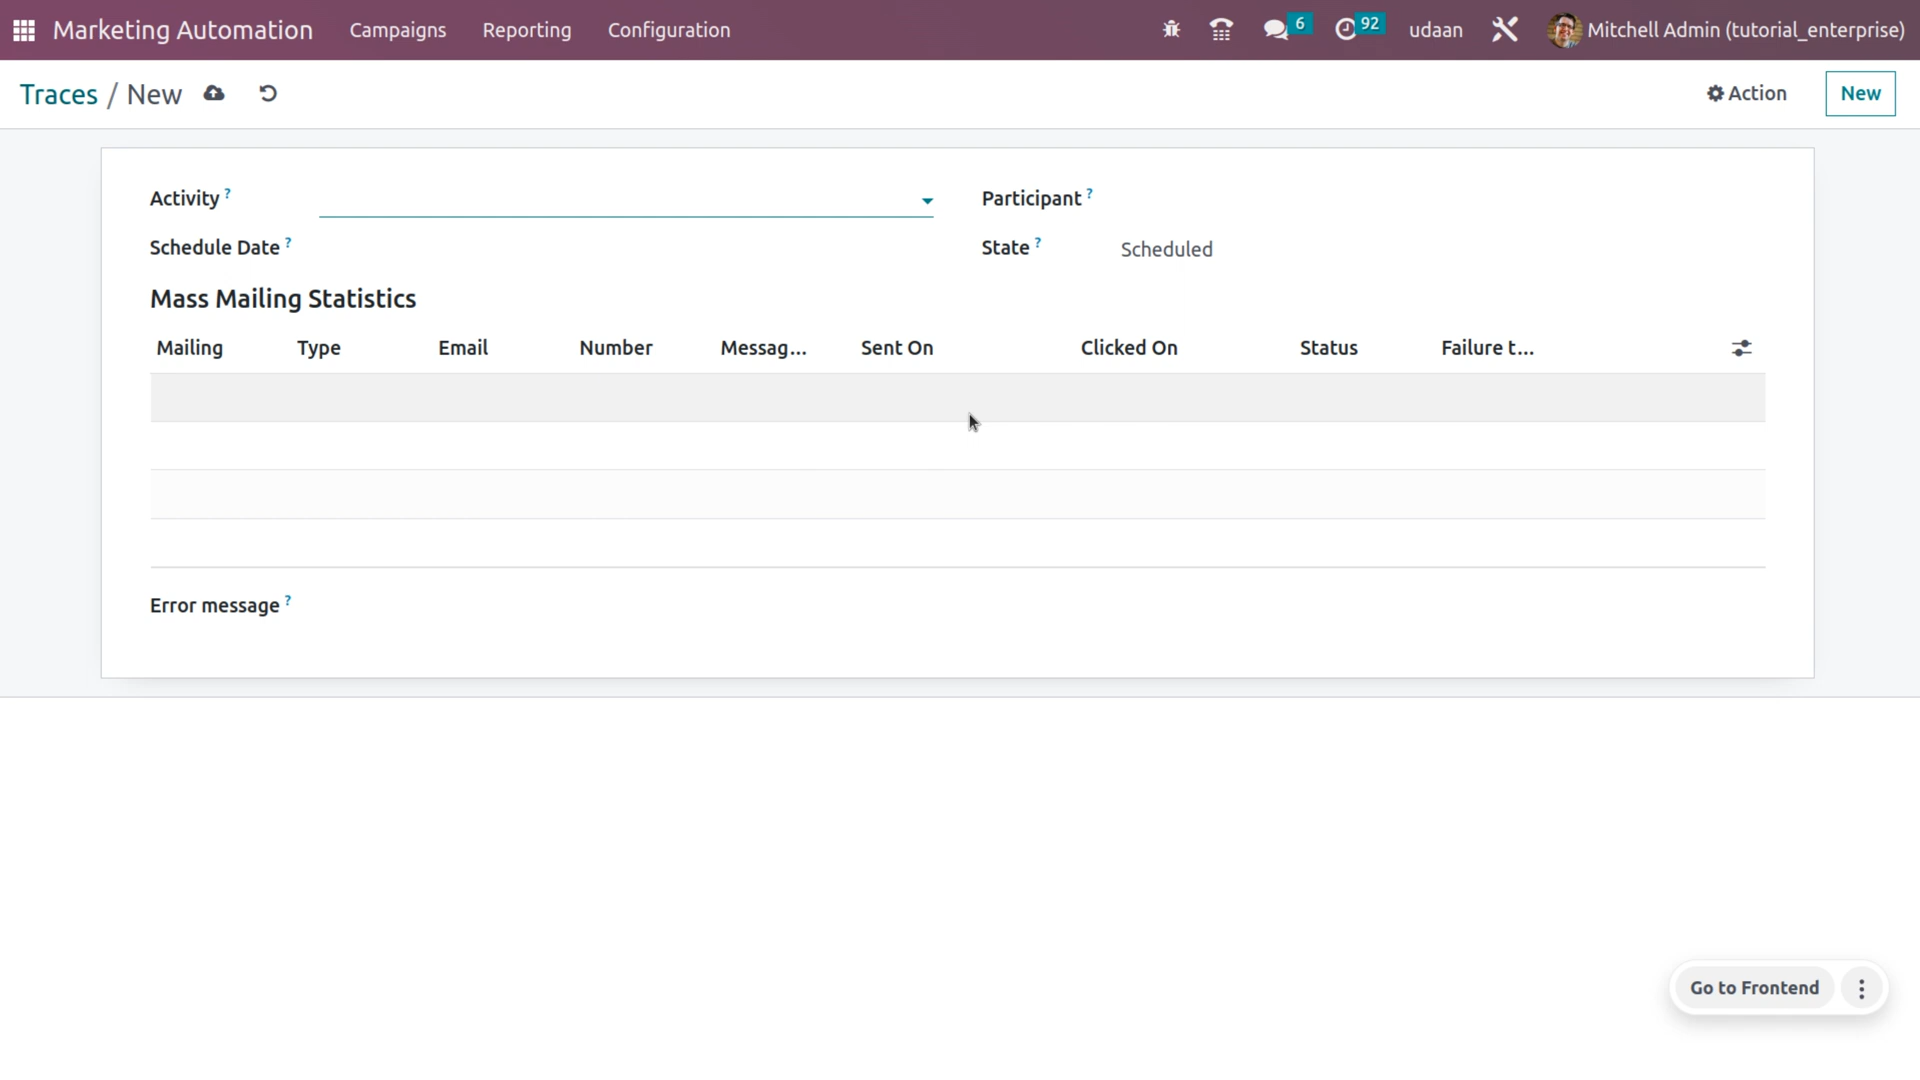 Marketing Automation Campaigns Reporting Configuration 6 92 udaan Mitchell Admin (tutorial_enterprise)
Traces / New Action New
Activity ? Participant ?
Schedule Date ? State ? Scheduled
Mass Mailing Statistics
Mailing Type Email Number Messag... Sent On Clicked On Status Failure t...
Error message ?
Go to Frontend